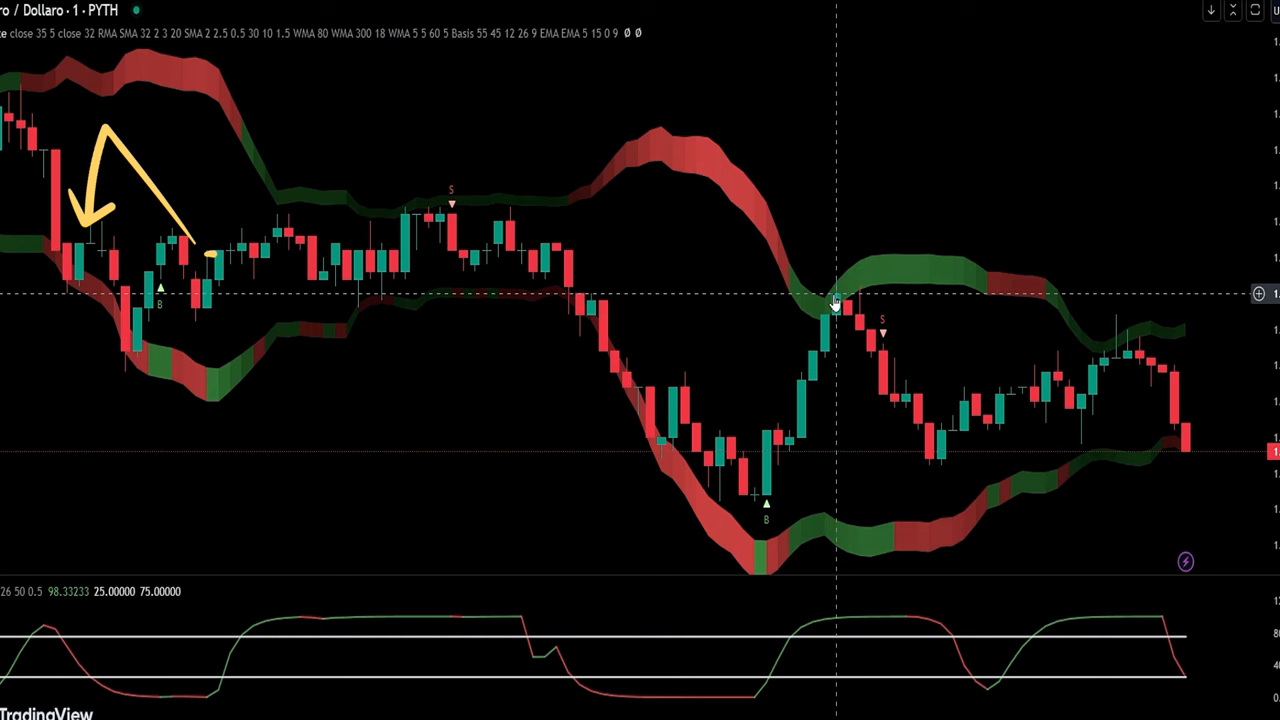 ro / Dollaro · 1 · PYTH
te close 35 5 close 32 RMA SMA 32 2 3 20 SMA 2 2.5 0.5 30 10 1.5 WMA 80 WMA 300 18 WMA 5 5 60 5 Basis 55 45 12 26 9 EMA EMA 5 15 0 9 Ø Ø
S
B
S
B
26 50 0.5 98.33233 25.00000 75.00000
TradingView